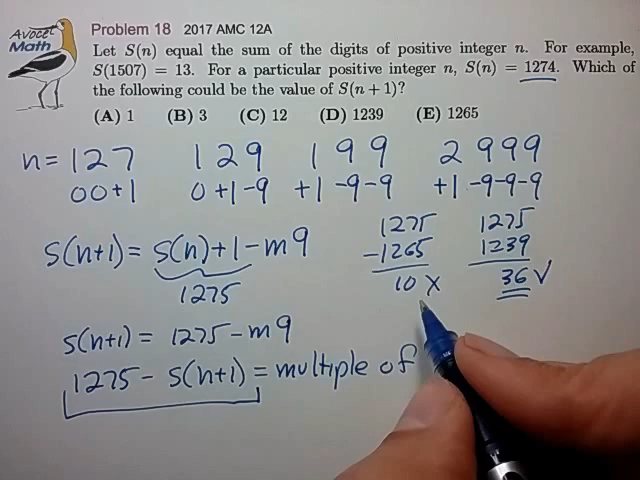 Avocet
Math
Problem 18 2017 AMC 12A
Let S(n) equal the sum of the digits of positive integer n. For example,
S(1507) = 13. For a particular positive integer n, S(n) = 1274. Which of
the following could be the value of S(n + 1)?
(A) 1 (B) 3 (C) 12 (D) 1239 (E) 1265
n = 127 129 199 2999
00+1 0+1-9 +1-9-9 +1-9-9-9
S(n+1) = S(n)+1-m9
1275
1275
-1265
10 X
1275
1239
36 √
S(n+1) = 1275-m9
1275 - S(n+1) = multiple of